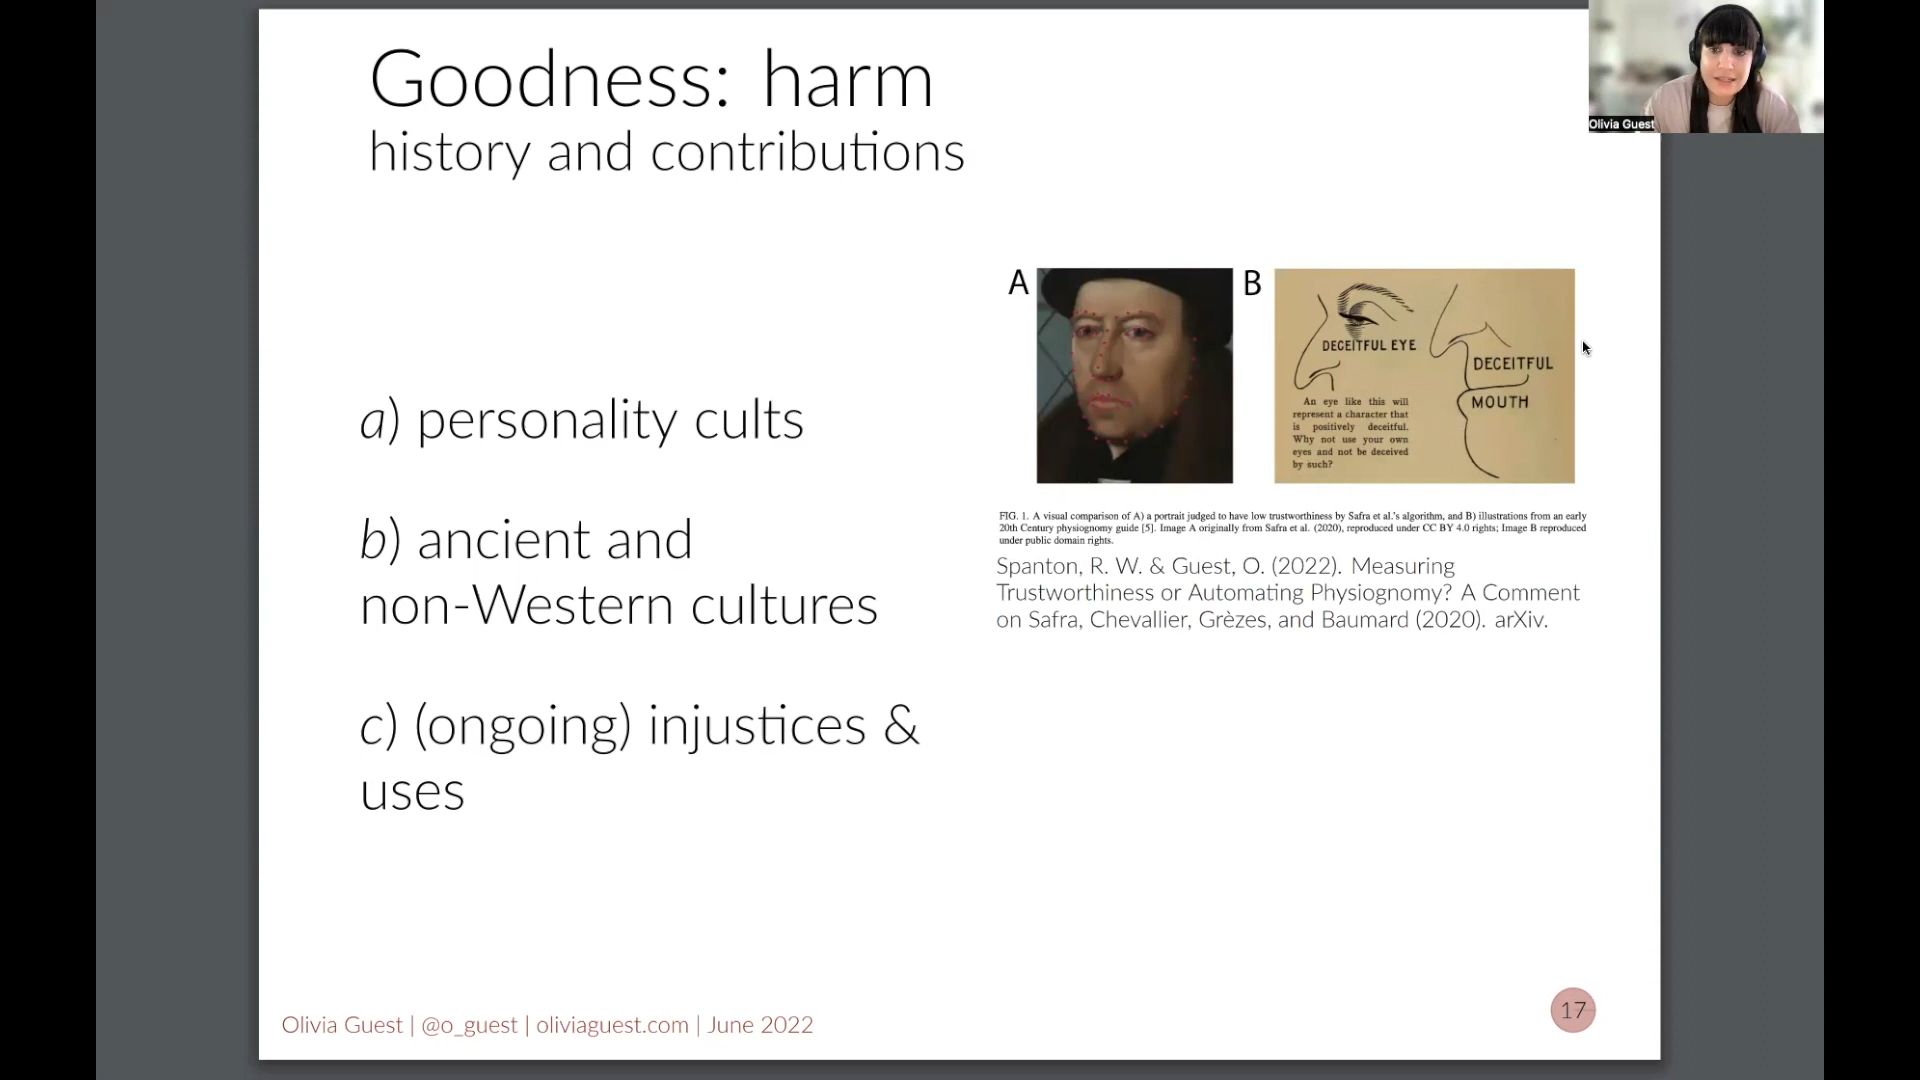 Goodness: harm
history and contributions
Olivia Guest
a) personality cults
b) ancient and
non-Western cultures
c) (ongoing) injustices &
uses
A
B
DECEITFUL EYE
An eye like this will
represent a character that
is positively deceitful.
Why not use your own
eyes and not be deceived
by such?
DECEITFUL
MOUTH
FIG. 1. A visual comparison of A) a portrait judged to have low trustworthiness by Safra et al.'s algorithm, and B) illustrations from an early
20th Century physiognomy guide [5]. Image A originally from Safra et al. (2020), reproduced under CC BY 4.0 rights; Image B reproduced
under public domain rights.
Spanton, R. W. & Guest, O. (2022). Measuring
Trustworthiness or Automating Physiognomy? A Comment
on Safra, Chevallier, Grèzes, and Baumard (2020). arXiv.
Olivia Guest | @o_guest | oliviaguest.com | June 2022
17